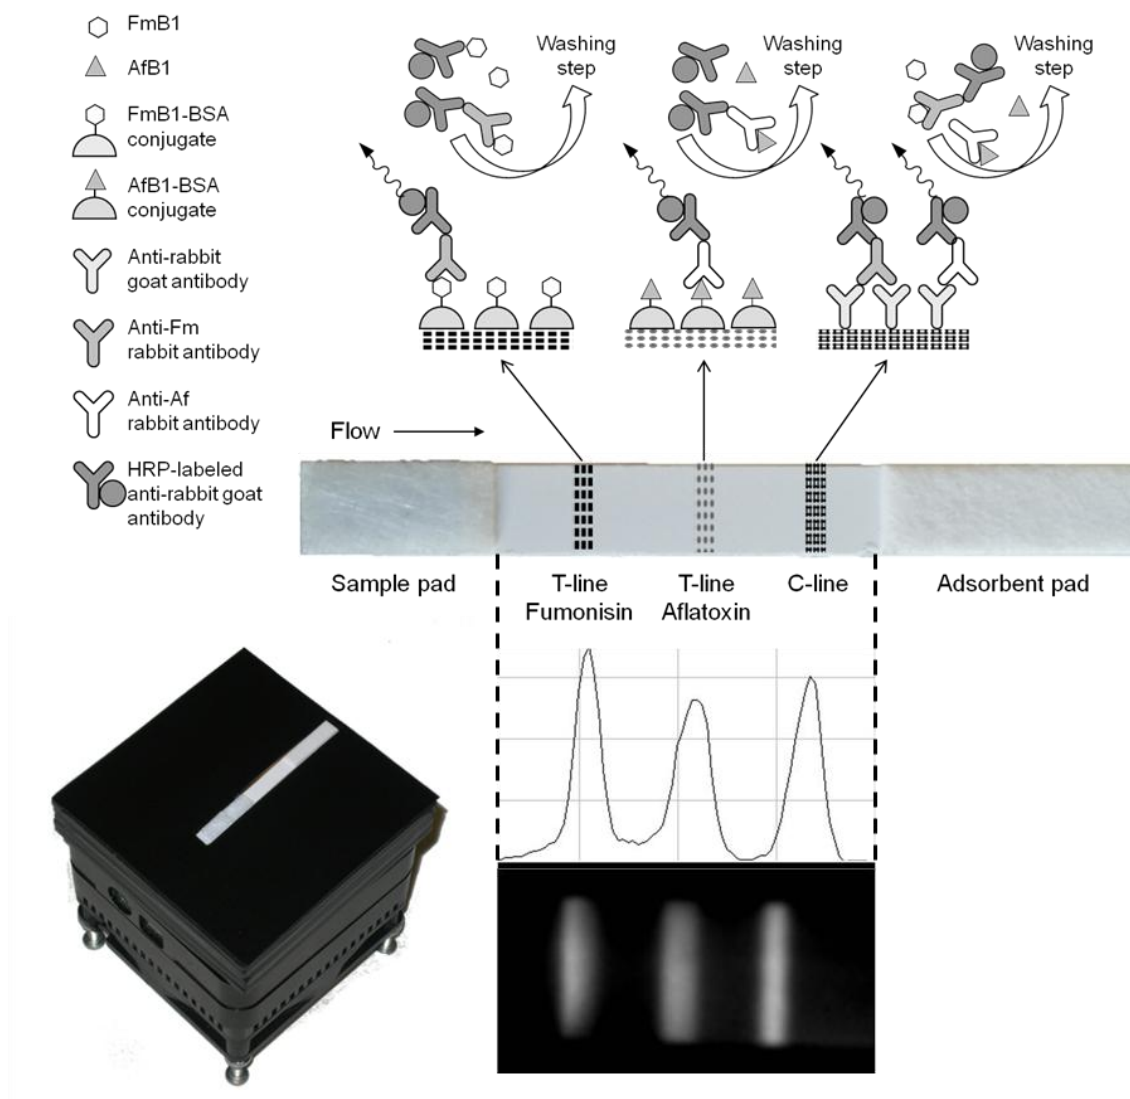 FmB1
AfB1
FmB1-BSA
conjugate
AfB1-BSA
conjugate
Anti-rabbit
goat antibody
Anti-Fm
rabbit antibody
Anti-Af
rabbit antibody
HRP-labeled
anti-rabbit goat
antibody
Washing
step
Washing
step
Washing
step
Flow
Sample pad
T-line
Fumonisin
T-line
Aflatoxin
C-line
Adsorbent pad